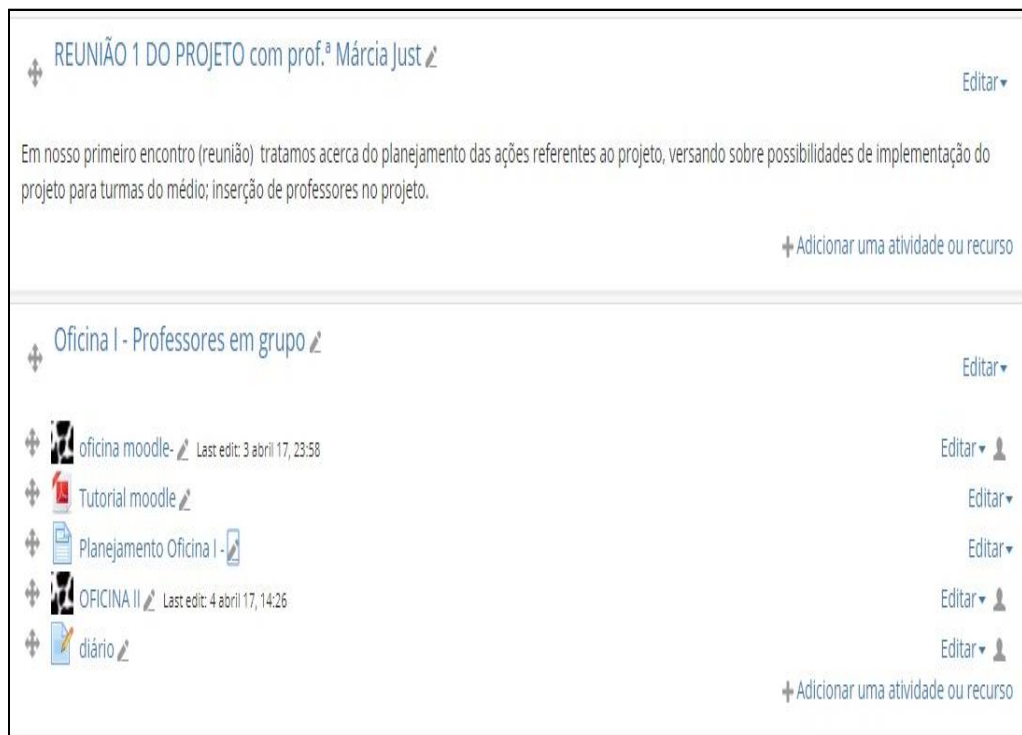 REUNIÃO 1 DO PROJETO com prof.ª Márcia Just
Editar
Em nosso primeiro encontro (reunião) tratamos acerca do planejamento das ações referentes ao projeto, versando sobre possibilidades de implementação do
projeto para turmas do médio; inserção de professores no projeto.
Adicionar uma atividade ou recurso
Oficina I - Professores em grupo
Editar
oficina moodle- Last edit: 3 abril 17, 23:58 Editar
Tutorial moodle Editar
Planejamento Oficina I - Editar
OFICINA II Last edit: 4 abril 17, 14:26 Editar
diário Editar
Adicionar uma atividade ou recurso